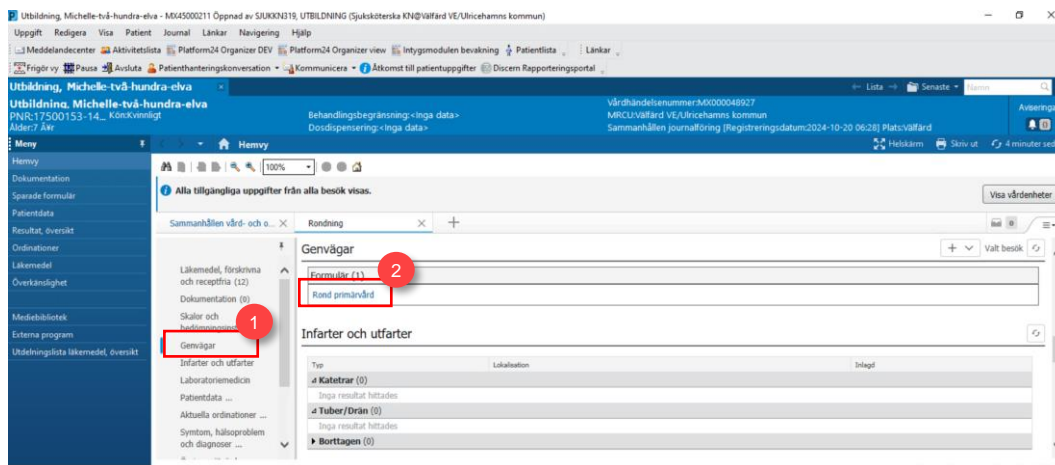 Utbildning, Michelle-två-hundra-elva - MX45000211 Öppnad av SJUKKN319, UTBILDNING (Sjuksköterska KN@Välfärd VE/Ulricehamns kommun)
Uppgift Redigera Visa Patient Journal Länkar Navigering Hjälp
Meddelandecenter Aktivitetslista Platform24 Organizer DEV Platform24 Organizer view Intygsmodulen bevakning Patientlista Länkar
Frigör vy Pausa Avsluta Patienthanteringskonversation Kommunicera Åtkomst till patientuppgifter Discern Rapporteringsportal
Utbildning, Michelle-två-hundra-elva × Lista Senaste Namn
Utbildning, Michelle-två-hundra-elva
PNR:17500153-14... Kön:Kvinnligt
Ålder:7 Ã¥r
Behandlingsbegränsning:<Inga data>
Dosdispensering:<Inga data>
Vårdhändelsenummer:MX000048927
MRCU:Välfärd VE/Ulricehamns kommun
Sammanhållen journalföring [Registreringsdatum:2024-10-20 06:28] Plats:Välfärd
Aviseringa
0
Meny Hemvy Helskärm Skriv ut 4 minuter sed
Hemvy
Dokumentation
Sparade formulär
Patientdata
Resultat, översikt
Ordinationer
Läkemedel
Överkänslighet
Mediebibliotek
Externa program
Utdelningslista läkemedel, översikt
100%
Alla tillgängliga uppgifter från alla besök visas.
Visa vårdenheter
Sammanhållen vård- och o... Rondning +
0
Läkemedel, förskrivna
och receptfria (12)
Dokumentation (0)
Skalor och
1
Genvägar
Infarter och utfarter
Laboratoriemedicin
Patientdata ...
Aktuella ordinationer ...
Symtom, hälsoproblem
och diagnoser ...
Genvägar
Valt besök
Formulär (1)
2
Rond primärvård
Infarter och utfarter
Typ Lokalisation Inlagd
Katetrar (0)
Inga resultat hittades
Tuber/Drän (0)
Inga resultat hittades
Borttagen (0)